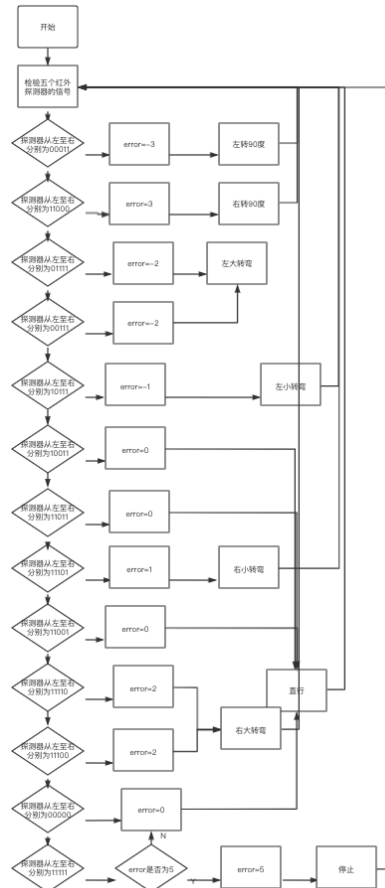 开始
检验五个红外
探测器的信号
探测器从左至右
分别为00011
error=-3
左转90度
探测器从左至右
分别为11000
error=3
右转90度
探测器从左至右
分别为01111
error=-2
左大转弯
探测器从左至右
分别为00111
error=-2
探测器从左至右
分别为10111
error=-1
左小转弯
探测器从左至右
分别为10011
error=0
探测器从左至右
分别为11011
error=0
探测器从左至右
分别为11101
error=1
右小转弯
探测器从左至右
分别为11001
error=0
探测器从左至右
分别为11110
error=2
直行
右大转弯
探测器从左至右
分别为11100
error=2
探测器从左至右
分别为00000
error=0
N
探测器从左至右
分别为11111
error是否为5
Y
error=5
停止